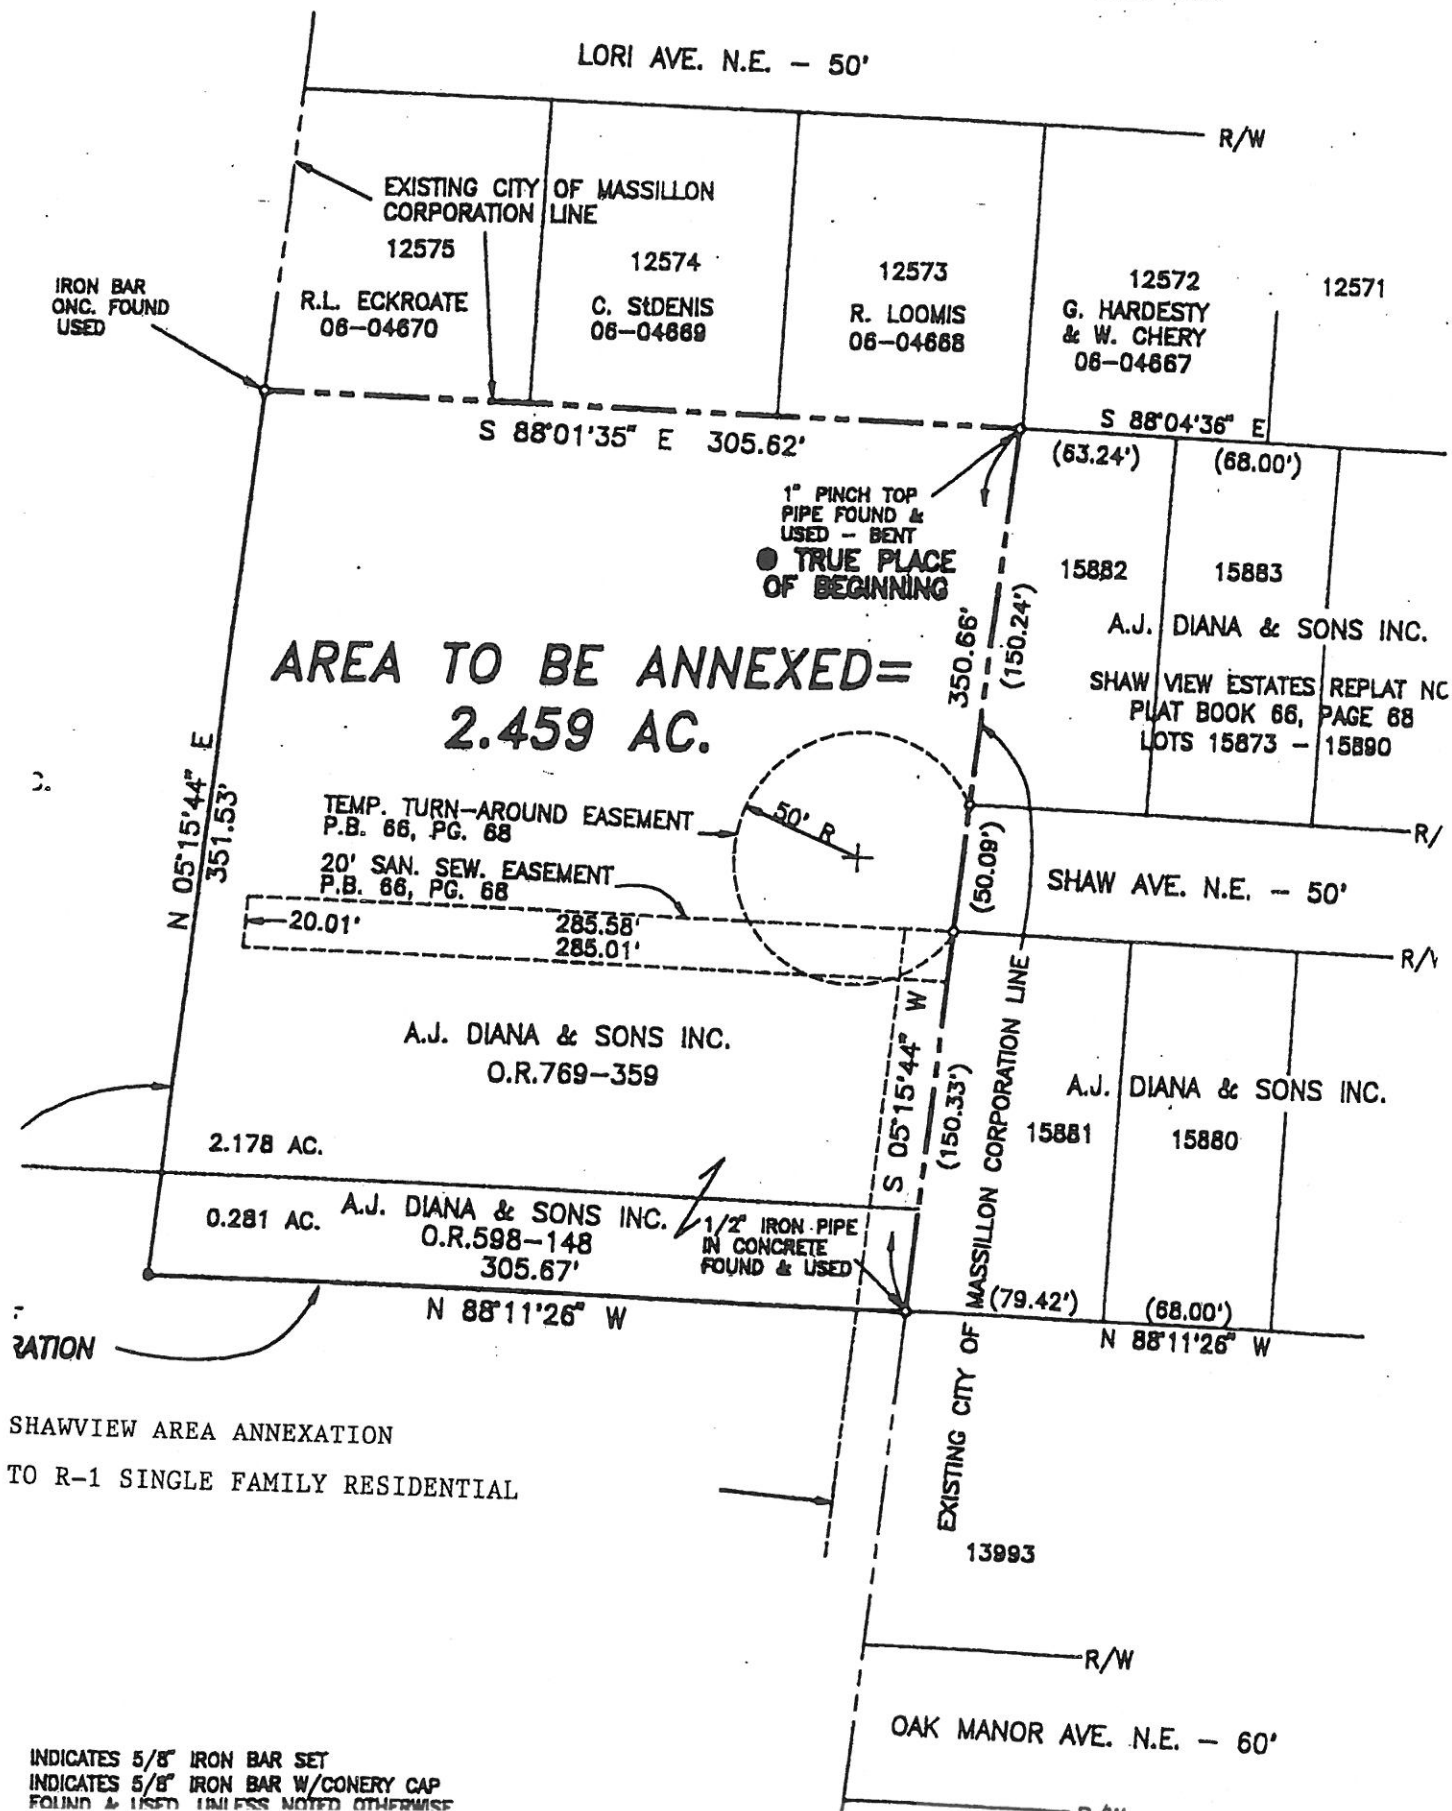 LORI AVE. N.E. - 50'
R/W
EXISTING CITY OF MASSILLON
CORPORATION LINE
12575
R.L. ECKROATE
06-04670
12574
C. StDENIS
06-04669
12573
R. LOOMIS
06-04668
12572
G. HARDESTY
& W. CHERY
06-04667
12571
IRON BAR
ONC. FOUND
USED
S 88°01'35" E 305.62'
S 88°04'36" E
(63.24')
(68.00')
1" PINCH TOP
PIPE FOUND &
USED - BENT
● TRUE PLACE
OF BEGINNING
15882
15883
A.J. DIANA & SONS INC.
SHAW VIEW ESTATES REPLAT NC
PLAT BOOK 66, PAGE 68
LOTS 15873 - 15890
350.66'
(150.24')
AREA TO BE ANNEXED=
2.459 AC.
N 05°15'44" E
351.53'
C.
TEMP. TURN-AROUND EASEMENT
P.B. 66, PG. 68
50' R
20' SAN. SEW. EASEMENT
P.B. 66, PG. 68
20.01'
285.58'
285.01'
(50.09')
R/
SHAW AVE. N.E. - 50'
R/W
A.J. DIANA & SONS INC.
O.R.769-359
S 05°15'44" W
(150.33')
EXISTING CITY OF MASSILLON CORPORATION LINE
A.J. DIANA & SONS INC.
15881
15880
2.178 AC.
0.281 AC.
A.J. DIANA & SONS INC.
O.R.598-148
305.67'
N 88°11'26" W
1/2" IRON PIPE
IN CONCRETE
FOUND & USED
(79.42')
(68.00')
N 88°11'26" W
RATION
SHAWVIEW AREA ANNEXATION
TO R-1 SINGLE FAMILY RESIDENTIAL
13993
R/W
OAK MANOR AVE. N.E. - 60'
R/W
INDICATES 5/8" IRON BAR SET
INDICATES 5/8" IRON BAR W/CONERY CAP
FOUND & USED UNLESS NOTED OTHERWISE